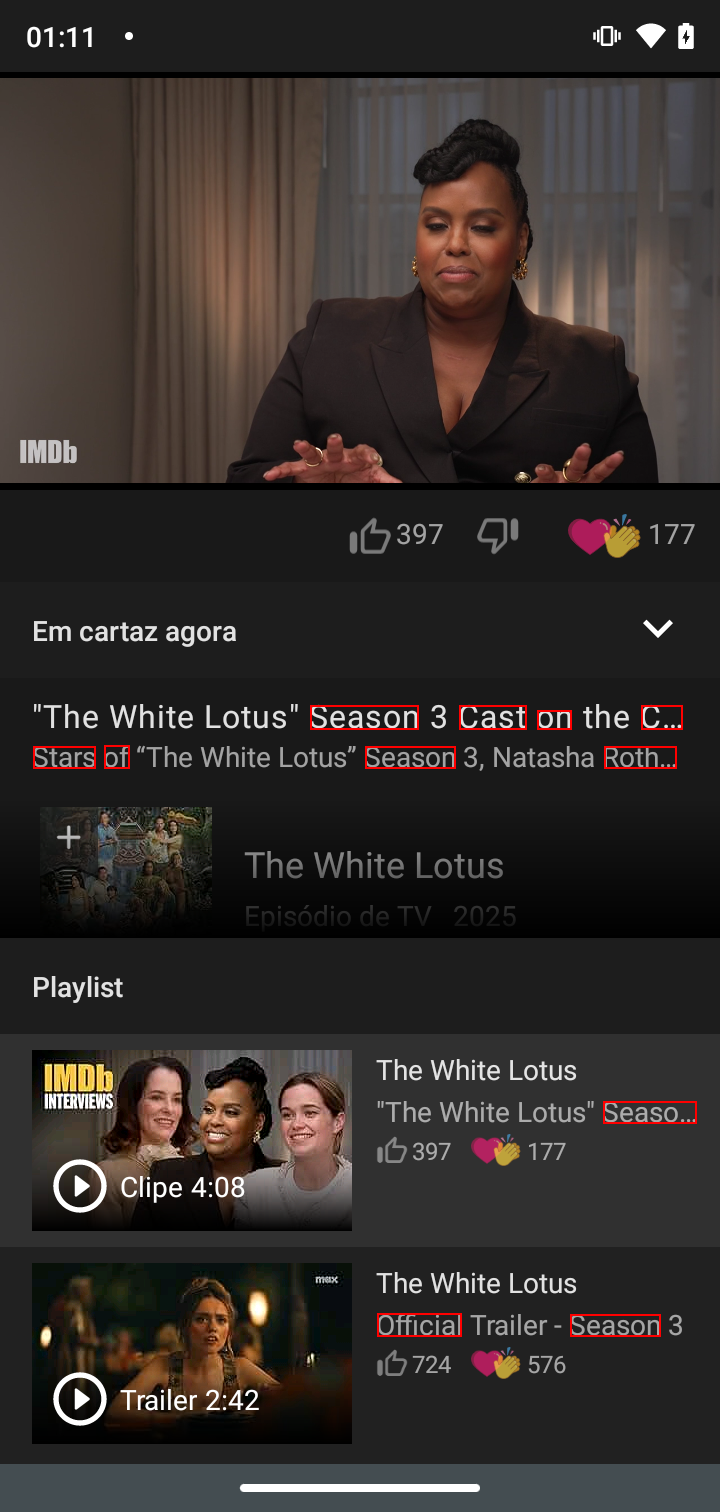 01:11
IMDb
397 177
Em cartaz agora
"The White Lotus" Season 3 Cast on the C…
Stars of “The White Lotus” Season 3, Natasha Roth…
The White Lotus
Episódio de TV 2025
Playlist
IMDb
INTERVIEWS
Clipe 4:08
The White Lotus
"The White Lotus" Seaso…
397 177
max
Trailer 2:42
The White Lotus
Official Trailer - Season 3
724 576